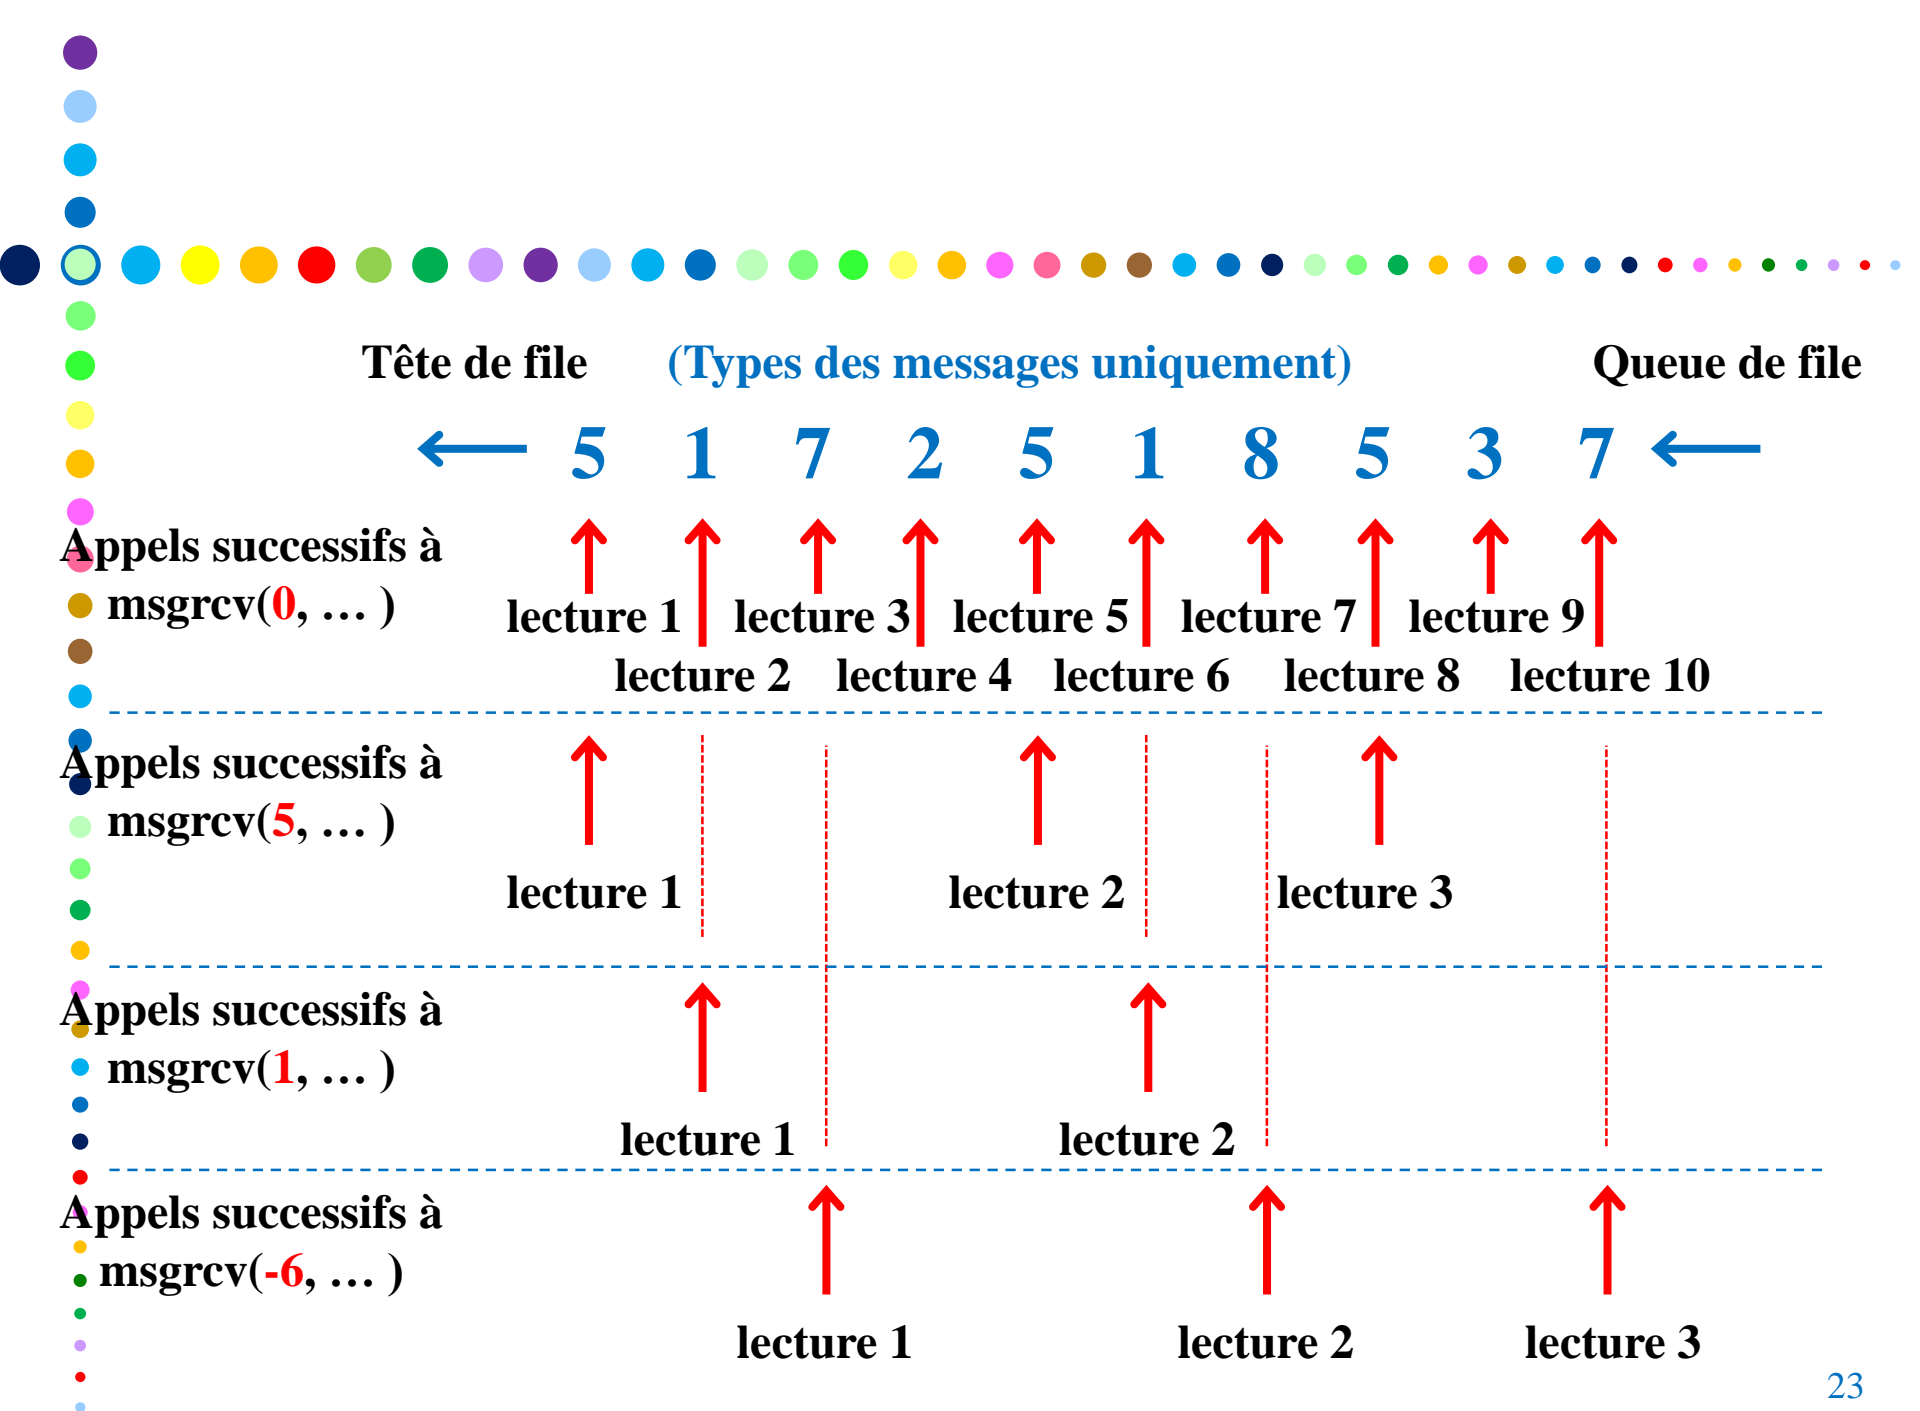 Tête de file (Types des messages uniquement) Queue de file
5 1 7 2 5 1 8 5 3 7
Appels successifs à
msgrcv(0, … )
lecture 1 lecture 3 lecture 5 lecture 7 lecture 9
lecture 2 lecture 4 lecture 6 lecture 8 lecture 10
Appels successifs à
msgrcv(5, … )
lecture 1 lecture 2 lecture 3
Appels successifs à
msgrcv(1, … )
lecture 1 lecture 2
Appels successifs à
msgrcv(-6, … )
lecture 1 lecture 2 lecture 3
23